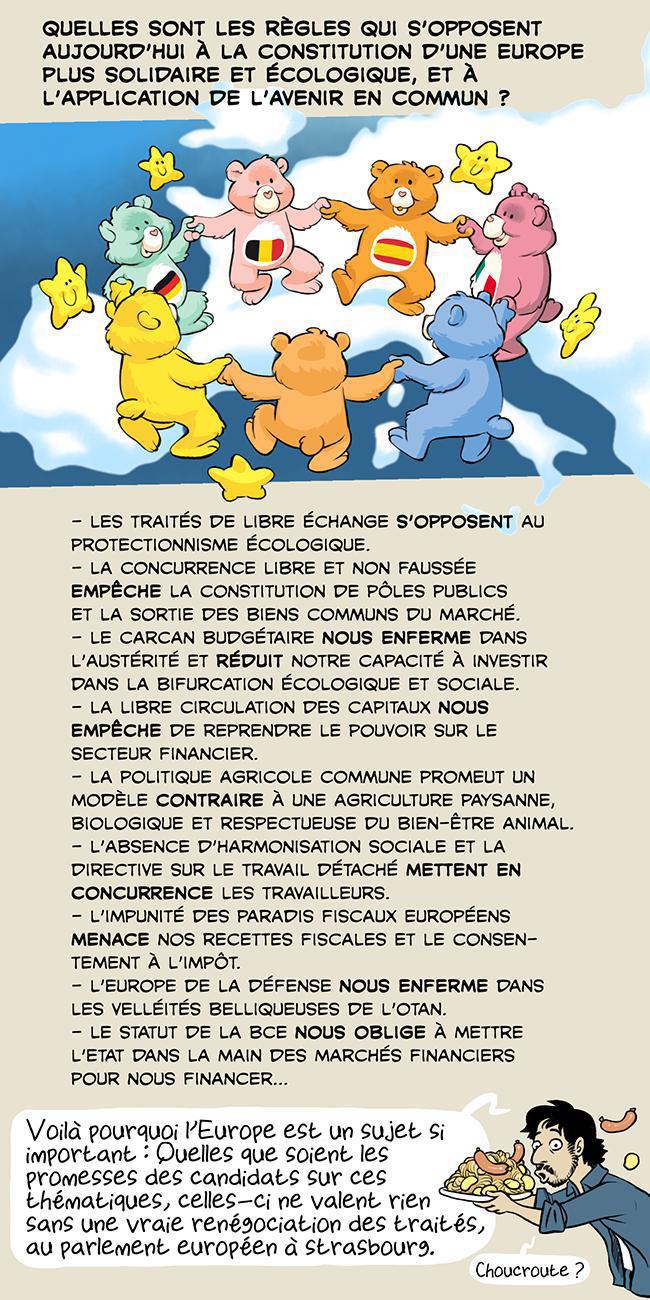 QUELLES SONT LES RÈGLES QUI S'OPPOSENT
AUJOURD'HUI À LA CONSTITUTION D'UNE EUROPE
PLUS SOLIDAIRE ET ÉCOLOGIQUE, ET À
L'APPLICATION DE L'AVENIR EN COMMUN ?
- LES TRAITÉS DE LIBRE ÉCHANGE S'OPPOSENT AU
PROTECTIONNISME ÉCOLOGIQUE.
- LA CONCURRENCE LIBRE ET NON FAUSSÉE
EMPÊCHE LA CONSTITUTION DE PÔLES PUBLICS
ET LA SORTIE DES BIENS COMMUNS DU MARCHÉ.
- LE CARCAN BUDGÉTAIRE NOUS ENFERME DANS
L'AUSTÉRITÉ ET RÉDUIT NOTRE CAPACITÉ À INVESTIR
DANS LA BIFURCATION ÉCOLOGIQUE ET SOCIALE.
- LA LIBRE CIRCULATION DES CAPITAUX NOUS
EMPÊCHE DE REPRENDRE LE POUVOIR SUR LE
SECTEUR FINANCIER.
- LA POLITIQUE AGRICOLE COMMUNE PROMEUT UN
MODÈLE CONTRAIRE À UNE AGRICULTURE PAYSANNE,
BIOLOGIQUE ET RESPECTUEUSE DU BIEN-ÊTRE ANIMAL.
- L'ABSENCE D'HARMONISATION SOCIALE ET LA
DIRECTIVE SUR LE TRAVAIL DÉTACHÉ METTENT EN
CONCURRENCE LES TRAVAILLEURS.
- L'IMPUNITÉ DES PARADIS FISCAUX EUROPÉENS
MENACE NOS RECETTES FISCALES ET LE CONSEN-
TEMENT À L'IMPÔT.
- L'EUROPE DE LA DÉFENSE NOUS ENFERME DANS
LES VELLÉITÉS BELLIQUEUSES DE L'OTAN.
- LE STATUT DE LA BCE NOUS OBLIGE À METTRE
L'ETAT DANS LA MAIN DES MARCHÉS FINANCIERS
POUR NOUS FINANCER...
Voilà pourquoi l'Europe est un sujet si
important : Quelles que soient les
promesses des candidats sur ces
thématiques, celles-ci ne valent rien
sans une vraie renégociation des traités,
au parlement européen à strasbourg.
Choucroute ?